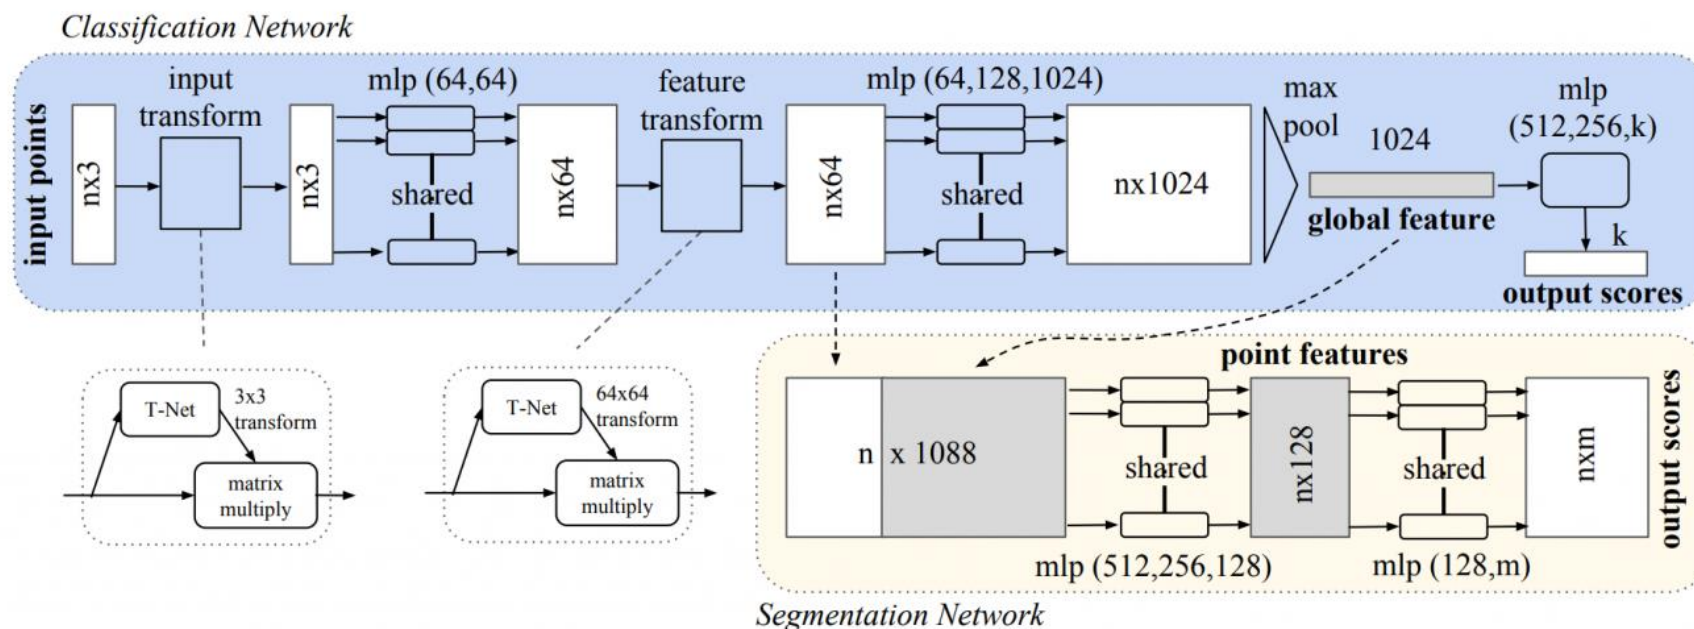 Classification Network
input points
nx3
input
transform
nx3
mlp (64,64)
shared
nx64
feature
transform
nx64
mlp (64,128,1024)
shared
nx1024
max
pool
1024
global feature
mlp
(512,256,k)
k
output scores
T-Net
3x3
transform
matrix
multiply
T-Net
64x64
transform
matrix
multiply
point features
n x 1088
shared
mlp (512,256,128)
nx128
shared
mlp (128,m)
nxm
output scores
Segmentation Network